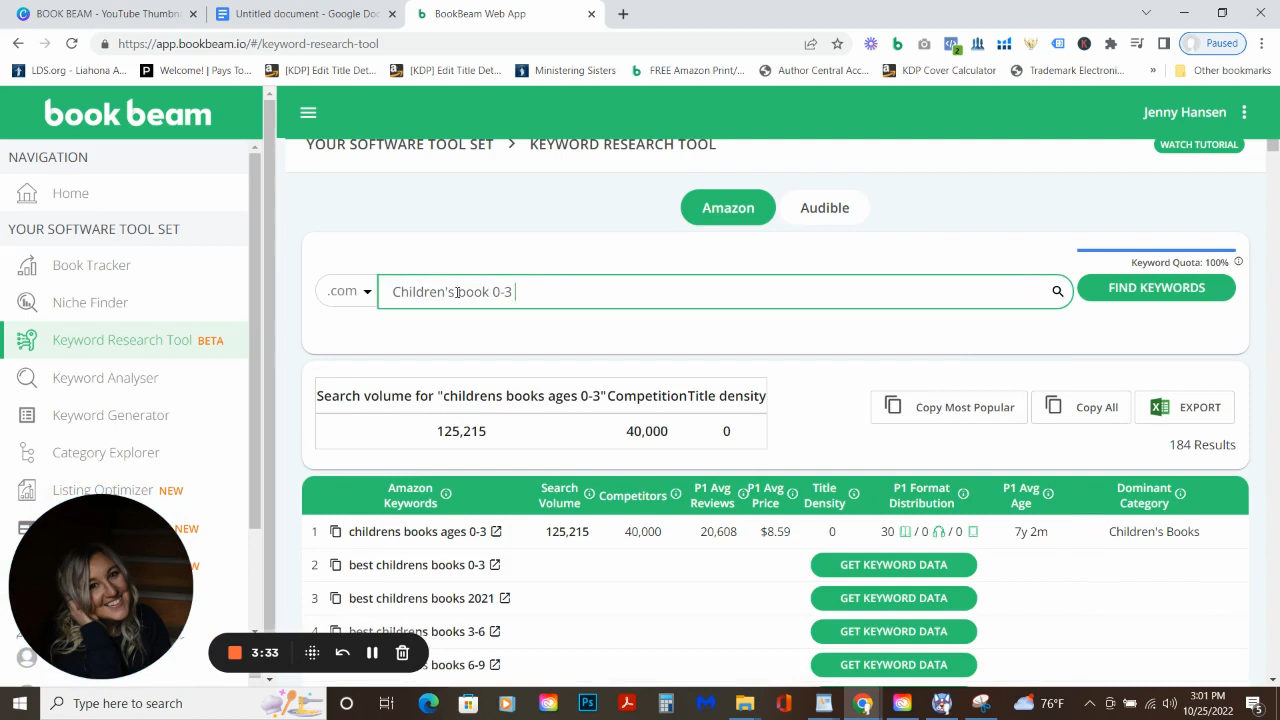 BOOK BEAM - YouTube Thumbn
Untitled document - Google Doc
BookBeam Web App
https://app.bookbeam.io/#/keyword-research-tool
Paused
LDS.org - Liahona A...
Welcome! | Pays To...
[KDP] Edit Title Det...
[KDP] Edit Title Det...
Ministering Sisters
FREE Amazon Print/...
Author Central Acc...
KDP Cover Calculator
Trademark Electroni...
Other bookmarks
book beam
Jenny Hansen
NAVIGATION
Home
YOUR SOFTWARE TOOL SET
Book Tracker
Niche Finder
Keyword Research Tool BETA
Keyword Analyser
Keyword Generator
Category Explorer
Listing Optimizer NEW
NEW
YOUR SOFTWARE TOOL SET > KEYWORD RESEARCH TOOL
WATCH TUTORIAL
Amazon
Audible
Keyword Quota: 100%
.com
Children's book 0-3
FIND KEYWORDS
Search volume for "childrens books ages 0-3" Competition Title density
125,215 40,000 0
Copy Most Popular
Copy All
EXPORT
184 Results
Amazon Keywords
Search Volume
Competitors
P1 Avg Reviews
P1 Avg Price
Title Density
P1 Format Distribution
P1 Avg Age
Dominant Category
1 childrens books ages 0-3 125,215 40,000 20,608 $8.59 0 30 / 0 / 0 7y 2m Children's Books
2 best childrens books 0-3 GET KEYWORD DATA
3 best childrens books 2021 GET KEYWORD DATA
4 best childrens books 3-6 GET KEYWORD DATA
ns books 6-9 GET KEYWORD DATA
3:33
Type here to search
76°F
3:01 PM
10/25/2022